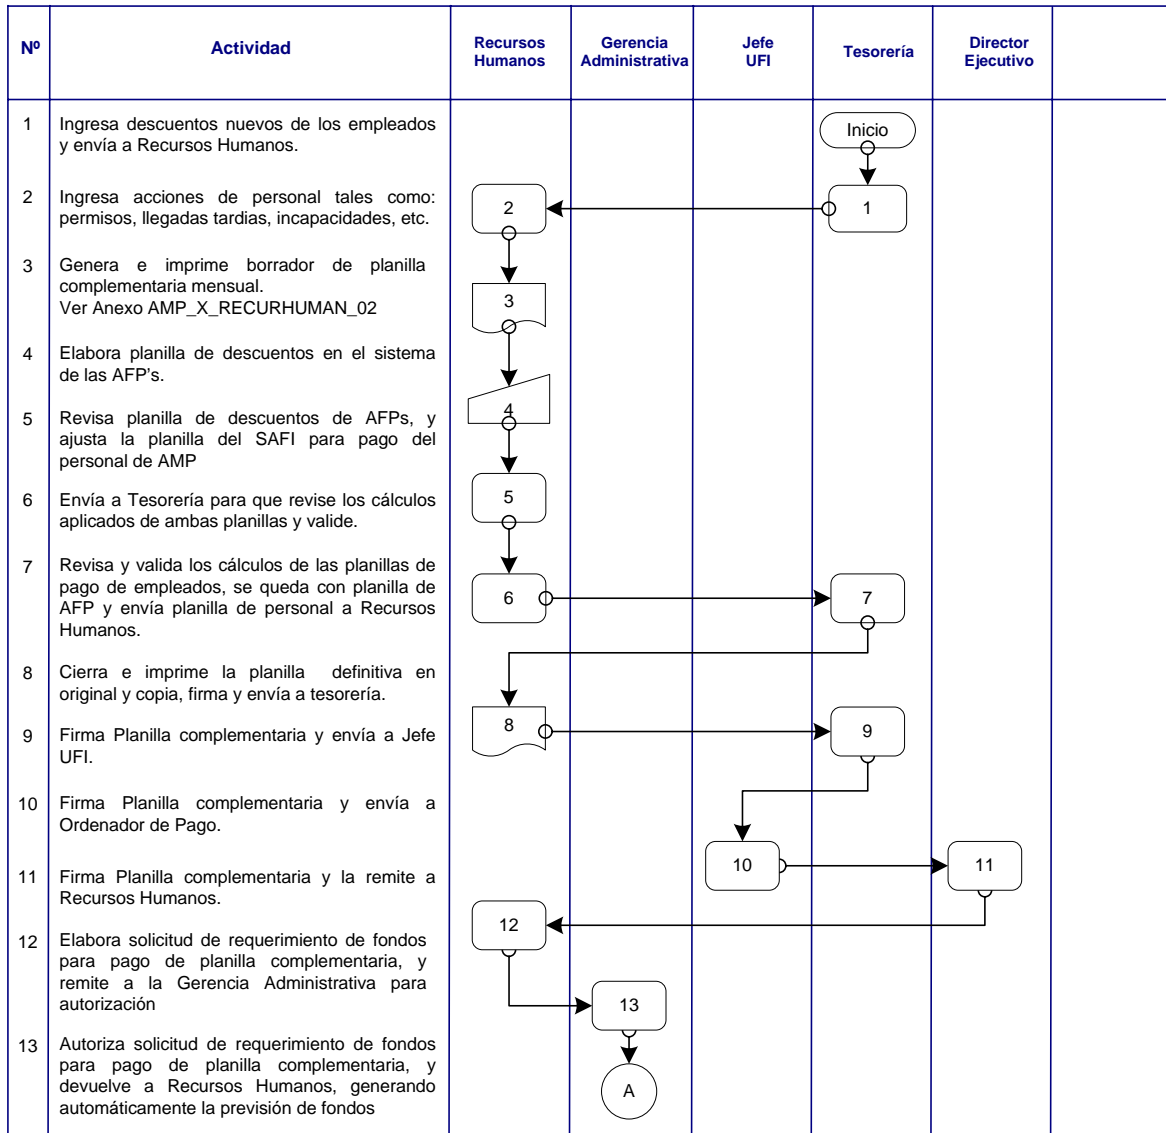 Nº
Actividad
Recursos
Humanos
Gerencia
Administrativa
Jefe
UFI
Tesorería
Director
Ejecutivo
1
Ingresa descuentos nuevos de los empleados
y envía a Recursos Humanos.
2
Ingresa acciones de personal tales como:
permisos, llegadas tardias, incapacidades, etc.
3
Genera e imprime borrador de planilla
complementaria mensual.
Ver Anexo AMP_X_RECURHUMAN_02
4
Elabora planilla de descuentos en el sistema
de las AFP's.
5
Revisa planilla de descuentos de AFPs, y
ajusta la planilla del SAFI para pago del
personal de AMP
6
Envía a Tesorería para que revise los cálculos
aplicados de ambas planillas y valide.
7
Revisa y valida los cálculos de las planillas de
pago de empleados, se queda con planilla de
AFP y envía planilla de personal a Recursos
Humanos.
8
Cierra e imprime la planilla definitiva en
original y copia, firma y envía a tesorería.
9
Firma Planilla complementaria y envía a Jefe
UFI.
10
Firma Planilla complementaria y envía a
Ordenador de Pago.
11
Firma Planilla complementaria y la remite a
Recursos Humanos.
12
Elabora solicitud de requerimiento de fondos
para pago de planilla complementaria, y
remite a la Gerencia Administrativa para
autorización
13
Autoriza solicitud de requerimiento de fondos
para pago de planilla complementaria, y
devuelve a Recursos Humanos, generando
automáticamente la previsión de fondos
Inicio
1
2
3
4
5
6
7
8
9
10
11
12
13
A